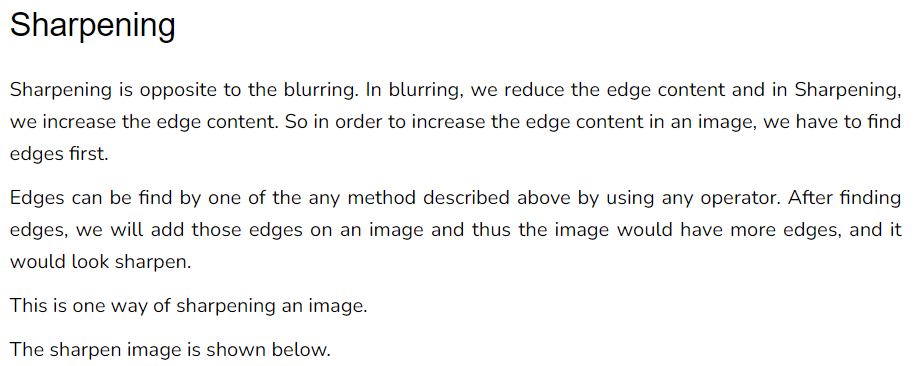 Sharpening
Sharpening is opposite to the blurring. In blurring, we reduce the edge content and in Sharpening,
we increase the edge content. So in order to increase the edge content in an image, we have to find
edges first.
Edges can be find by one of the any method described above by using any operator. After finding
edges, we will add those edges on an image and thus the image would have more edges, and it
would look sharpen.
This is one way of sharpening an image.
The sharpen image is shown below.